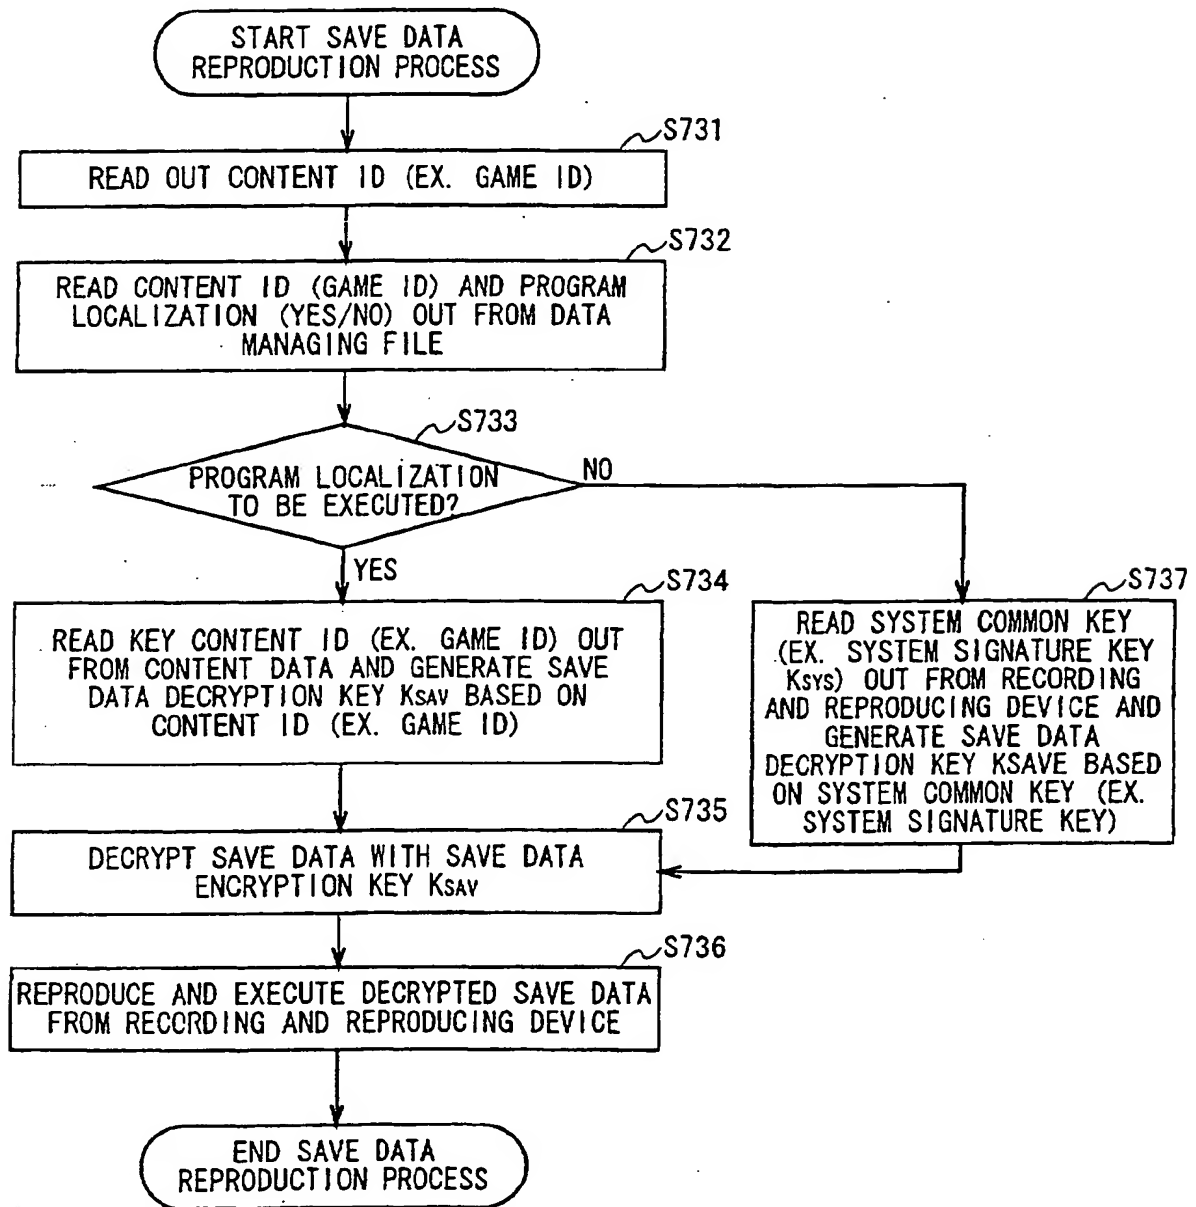 START SAVE DATA
REPRODUCTION PROCESS
S731
READ OUT CONTENT ID (EX. GAME ID)
S732
READ CONTENT ID (GAME ID) AND PROGRAM
LOCALIZATION (YES/NO) OUT FROM DATA
MANAGING FILE
S733
PROGRAM LOCALIZATION
TO BE EXECUTED?
NO
YES
S734
READ KEY CONTENT ID (EX. GAME ID) OUT
FROM CONTENT DATA AND GENERATE SAVE
DATA DECRYPTION KEY KSAV BASED ON
CONTENT ID (EX. GAME ID)
S737
READ SYSTEM COMMON KEY
(EX. SYSTEM SIGNATURE KEY
KSYS) OUT FROM RECORDING
AND REPRODUCING DEVICE AND
GENERATE SAVE DATA
DECRYPTION KEY KSAVE BASED
ON SYSTEM COMMON KEY (EX.
SYSTEM SIGNATURE KEY)
S735
DECRYPT SAVE DATA WITH SAVE DATA
ENCRYPTION KEY KSAV
S736
REPRODUCE AND EXECUTE DECRYPTED SAVE DATA
FROM RECORDING AND REPRODUCING DEVICE
END SAVE DATA
REPRODUCTION PROCESS